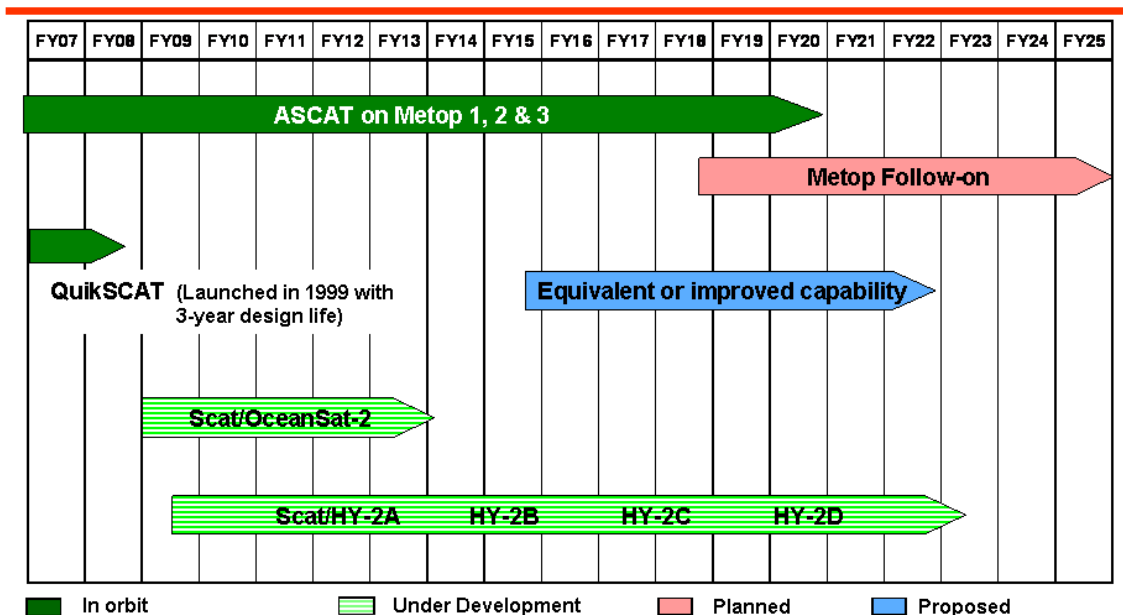 FY07 FY08 FY09 FY10 FY11 FY12 FY13 FY14 FY15 FY16 FY17 FY18 FY19 FY20 FY21 FY22 FY23 FY24 FY25
ASCAT on Metop 1, 2 & 3
Metop Follow-on
QuikSCAT (Launched in 1999 with
3-year design life)
Equivalent or improved capability
Scat/OceanSat-2
Scat/HY-2A HY-2B HY-2C HY-2D
In orbit Under Development Planned Proposed